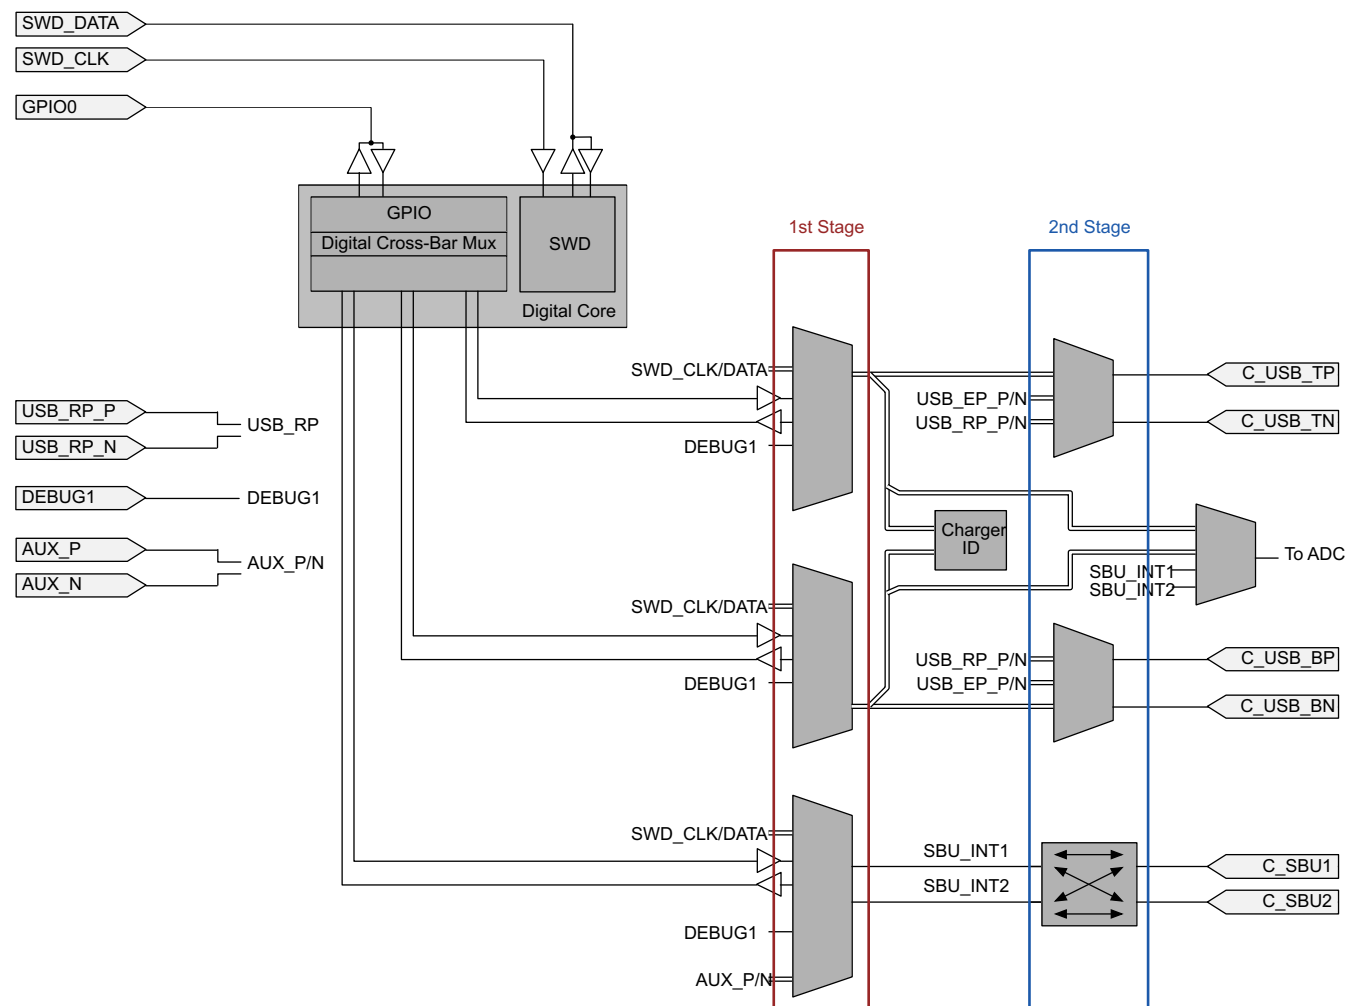 SWD_DATA
SWD_CLK
GPIO0
GPIO
Digital Cross-Bar Mux
SWD
Digital Core
1st Stage
2nd Stage
SWD_CLK/DATA
C_USB_TP
USB_EP_P/N
USB_RP_P/N
C_USB_TN
DEBUG1
USB_RP_P
USB_RP
USB_RP_N
DEBUG1
DEBUG1
AUX_P
AUX_P/N
AUX_N
Charger
ID
To ADC
SBU_INT1
SBU_INT2
SWD_CLK/DATA
USB_RP_P/N
C_USB_BP
DEBUG1
USB_EP_P/N
C_USB_BN
SWD_CLK/DATA
SBU_INT1
C_SBU1
SBU_INT2
C_SBU2
DEBUG1
AUX_P/N